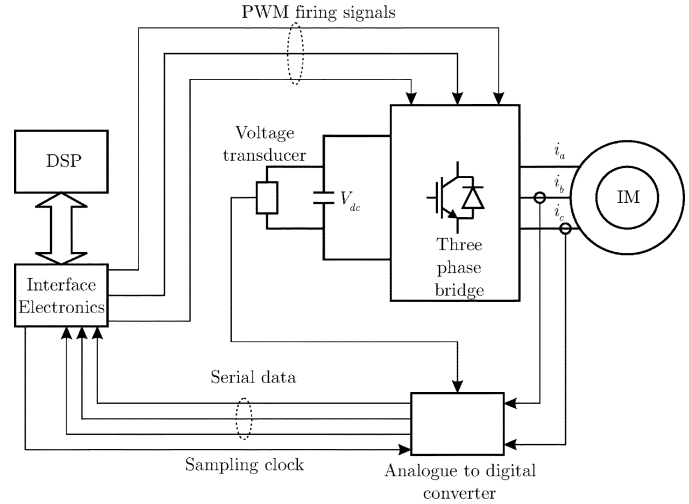 PWM firing signals
Voltage
transducer
DSP
V_dc
i_a
i_b
i_c
IM
Three
phase
bridge
Interface
Electronics
Serial data
Sampling clock
Analogue to digital
converter